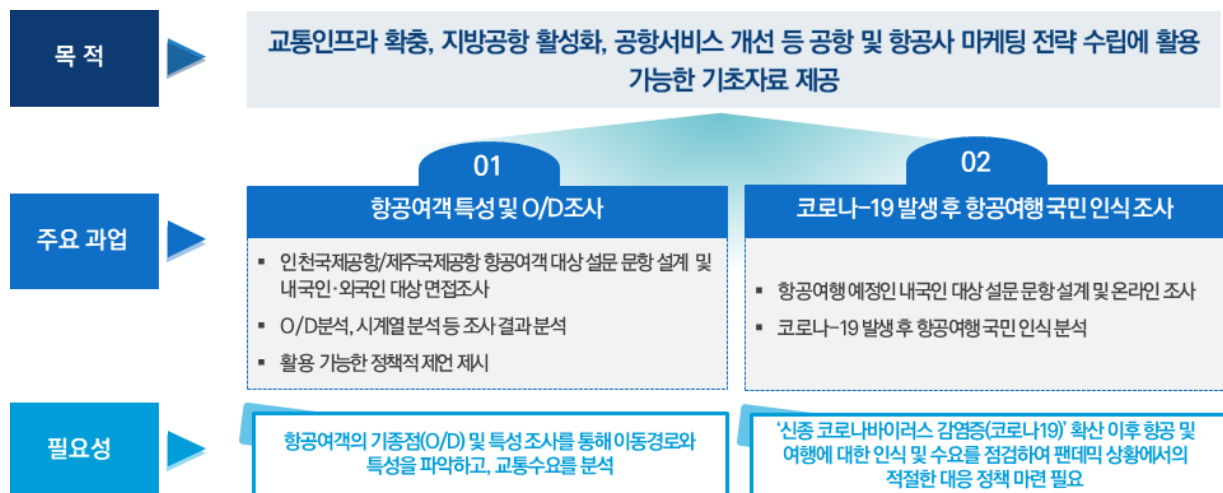 목 적
교통인프라 확충, 지방공항 활성화, 공항서비스 개선 등 공항 및 항공사 마케팅 전략 수립에 활용
가능한 기초자료 제공
주요 과업
01
항공여객 특성 및 O/D조사
▪ 인천국제공항/제주국제공항 항공여객 대상 설문 문항 설계 및
내국인·외국인 대상 면접조사
▪ O/D분석, 시계열 분석 등 조사 결과 분석
▪ 활용 가능한 정책적 제언 제시
02
코로나-19 발생 후 항공여행 국민 인식 조사
▪ 항공여행 예정인 내국인 대상 설문 문항 설계 및 온라인 조사
▪ 코로나-19 발생 후 항공여행 국민 인식 분석
필요성
항공여객의 기종점(O/D) 및 특성 조사를 통해 이동경로와
특성을 파악하고, 교통수요를 분석
‘신종 코로나바이러스 감염증(코로나19)’ 확산 이후 항공 및
여행에 대한 인식 및 수요를 점검하여 팬데믹 상황에서의
적절한 대응 정책 마련 필요